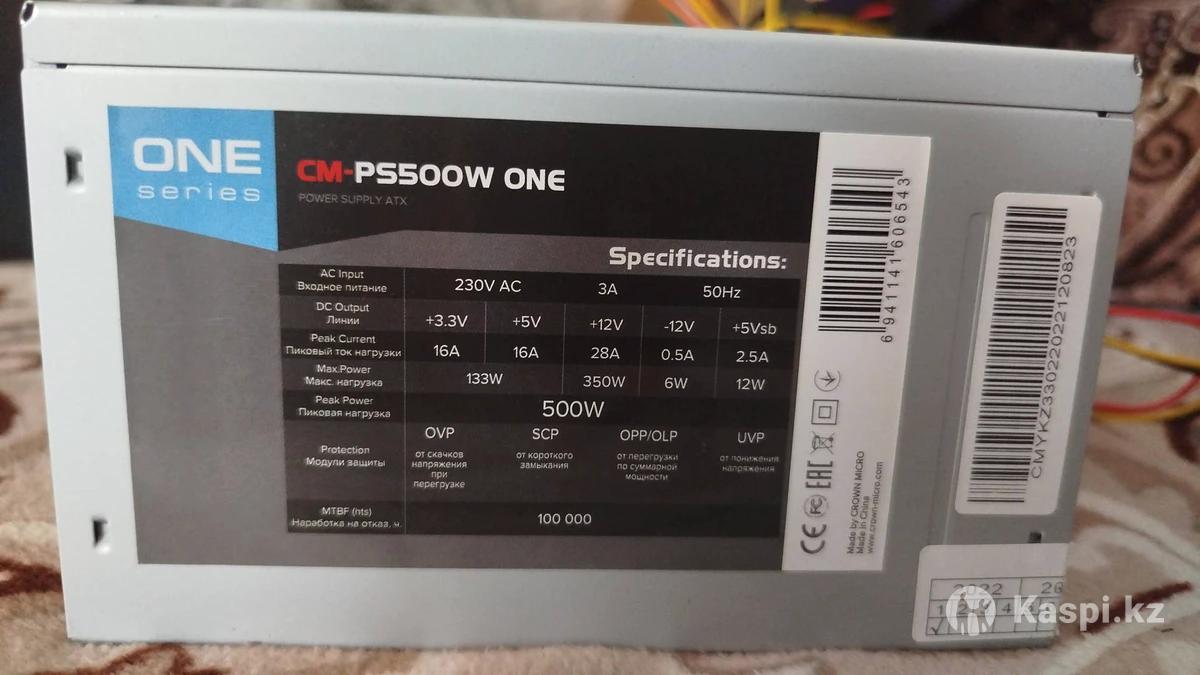 ONE
series
CM-PS500W ONE
POWER SUPPLY ATX
Specifications:
AC Input
Входное питание
230V AC 3A 50Hz
DC Output
Линии
+3.3V +5V +12V -12V +5Vsb
Peak Current
Пиковый ток нагрузки
16A 16A 28A 0.5A 2.5A
Max.Power
Макс. нагрузка
133W 350W 6W 12W
Peak Power
Пиковая нагрузка
500W
Protection
Модули защиты
OVP
от скачков
напряжения
при
перегрузке
SCP
от короткого
замыкания
OPP/OLP
от перегрузки
по суммарной
мощности
UVP
от понижения
напряжения
MTBF (hts)
Наработка на отказ, ч.
100 000
6941141606543
CE FC EAC
Made by CROWN MICRO
Made in China
www.crown-micro.com
CMYKZ33022022120823
2022
Kaspi.kz